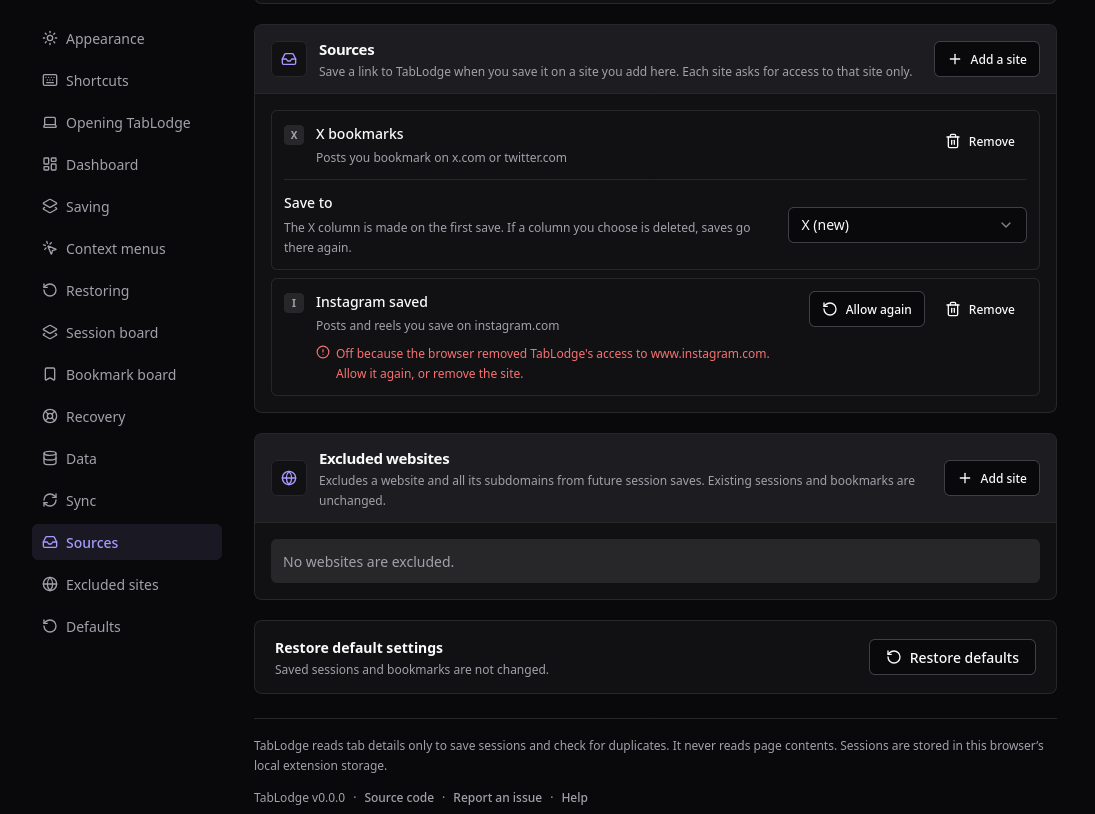 Appearance
Shortcuts
Opening TabLodge
Dashboard
Saving
Context menus
Restoring
Session board
Bookmark board
Recovery
Data
Sync
Sources
Excluded sites
Defaults
Sources
Save a link to TabLodge when you save it on a site you add here. Each site asks for access to that site only.
Add a site
X
X bookmarks
Posts you bookmark on x.com or twitter.com
Remove
Save to
The X column is made on the first save. If a column you choose is deleted, saves go
there again.
X (new)
I
Instagram saved
Posts and reels you save on instagram.com
Allow again
Remove
Off because the browser removed TabLodge's access to www.instagram.com.
Allow it again, or remove the site.
Excluded websites
Excludes a website and all its subdomains from future session saves. Existing sessions and bookmarks are
unchanged.
Add site
No websites are excluded.
Restore default settings
Saved sessions and bookmarks are not changed.
Restore defaults
TabLodge reads tab details only to save sessions and check for duplicates. It never reads page contents. Sessions are stored in this browser’s
local extension storage.
TabLodge v0.0.0 · Source code · Report an issue · Help